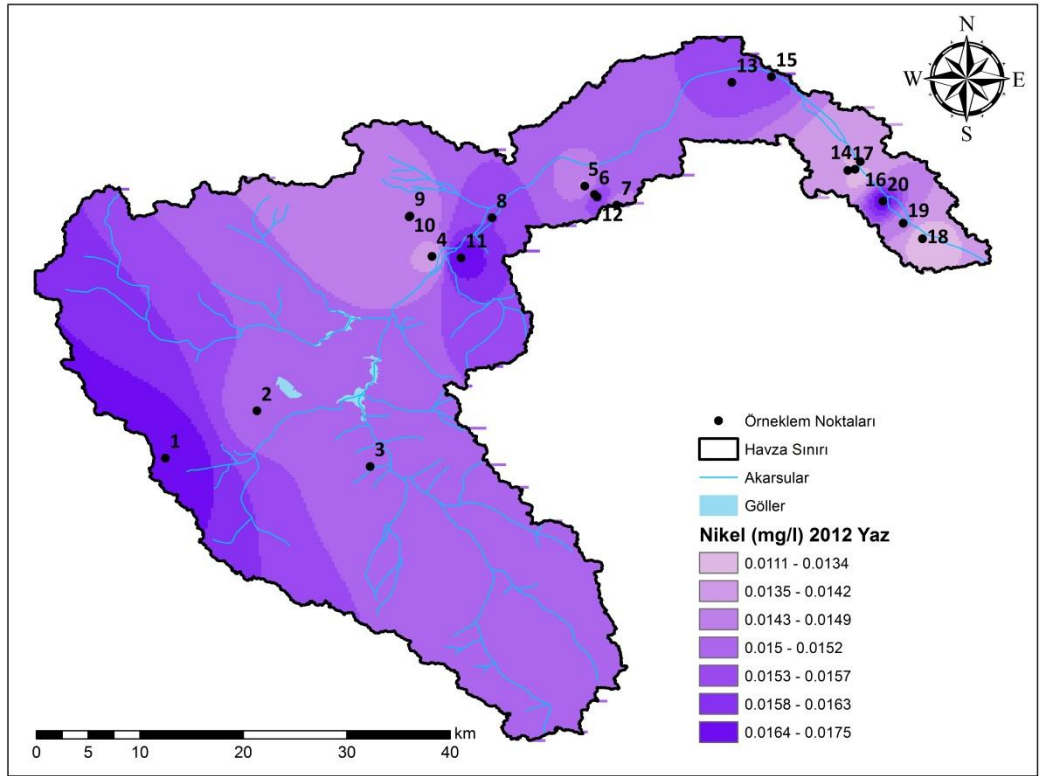 N
W E
S
13 15
14 17
16 20
19
18
5
6
7
12
9
10
8
4 11
2
1
3
Örneklem Noktaları
Havza Sınırı
Akarsular
Göller
Nikel (mg/l) 2012 Yaz
0.0111 - 0.0134
0.0135 - 0.0142
0.0143 - 0.0149
0.015 - 0.0152
0.0153 - 0.0157
0.0158 - 0.0163
0.0164 - 0.0175
km
0 5 10 20 30 40